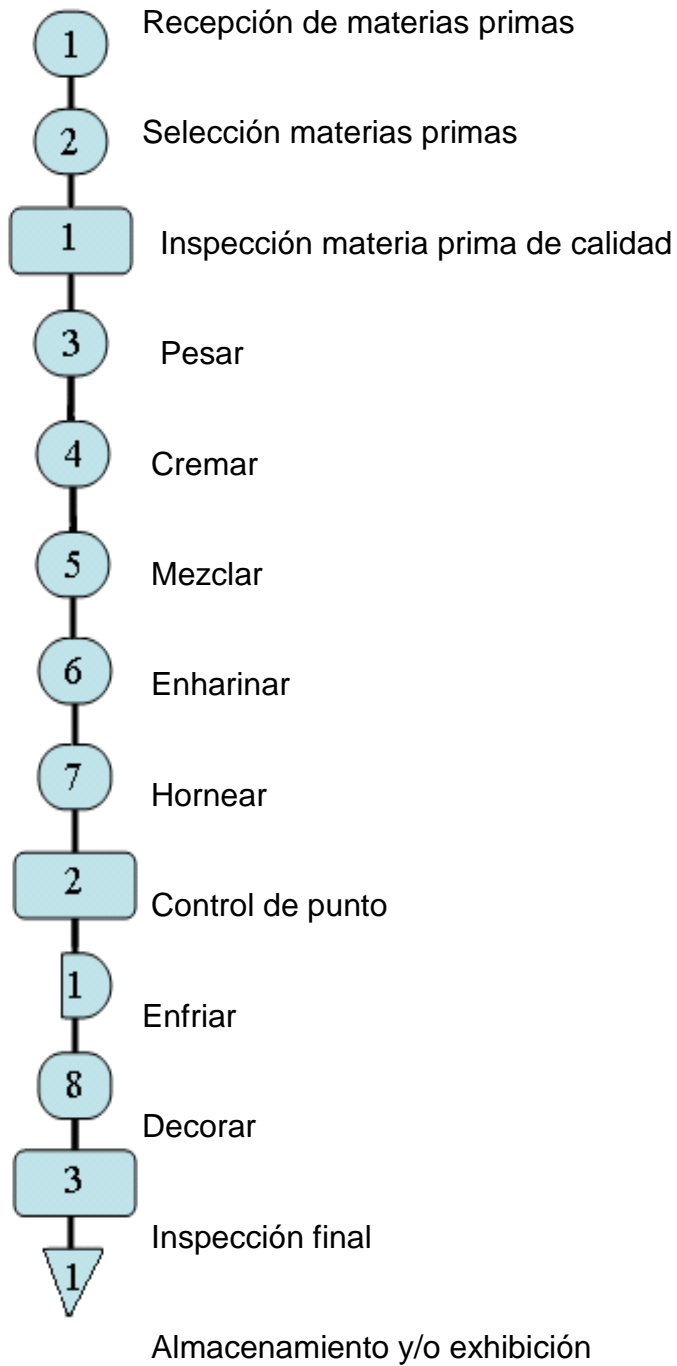 1 Recepción de materias primas
2 Selección materias primas
1 Inspección materia prima de calidad
3 Pesar
4 Cremar
5 Mezclar
6 Enharinar
7 Hornear
2 Control de punto
1 Enfriar
8 Decorar
3 Inspección final
1 Almacenamiento y/o exhibición